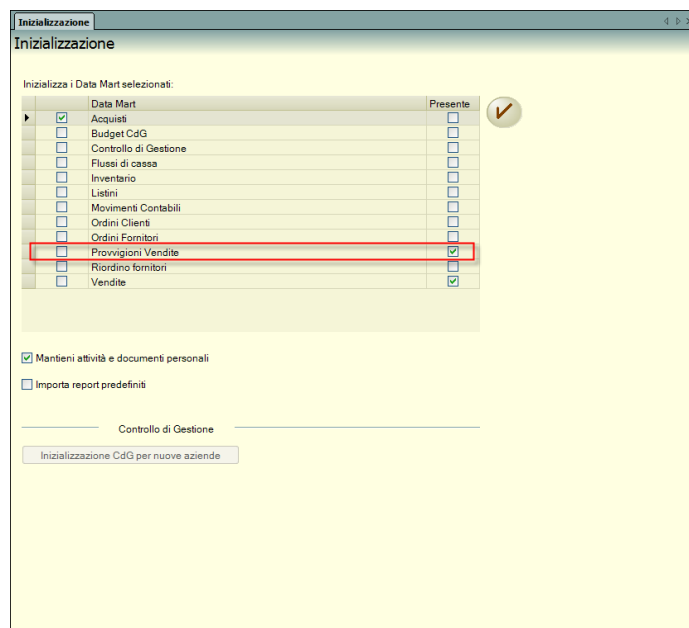 Inizializzazione
Inizializzazione
Inizializza i Data Mart selezionati:
Data Mart Presente
Acquisti
Budget CdG
Controllo di Gestione
Flussi di cassa
Inventario
Listini
Movimenti Contabili
Ordini Clienti
Ordini Fornitori
Provvigioni Vendite
Riordino fornitori
Vendite
Mantieni attività e documenti personali
Importa report predefiniti
Controllo di Gestione
Inizializzazione CdG per nuove aziende